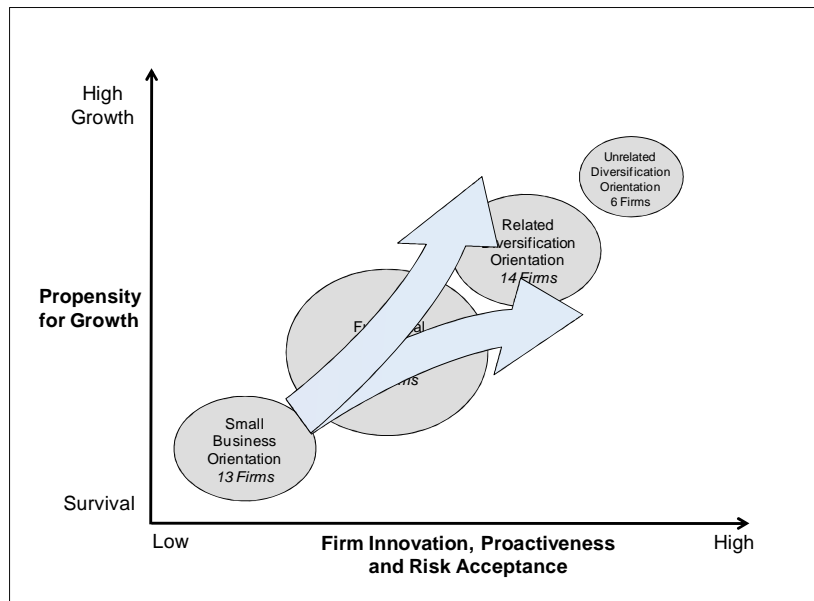 High
Growth
Unrelated
Diversification
Orientation
6 Firms
Related
Diversification
Orientation
14 Firms
Propensity
for Growth
Small
Business
Orientation
13 Firms
Survival
Low
Firm Innovation, Proactiveness
and Risk Acceptance
High